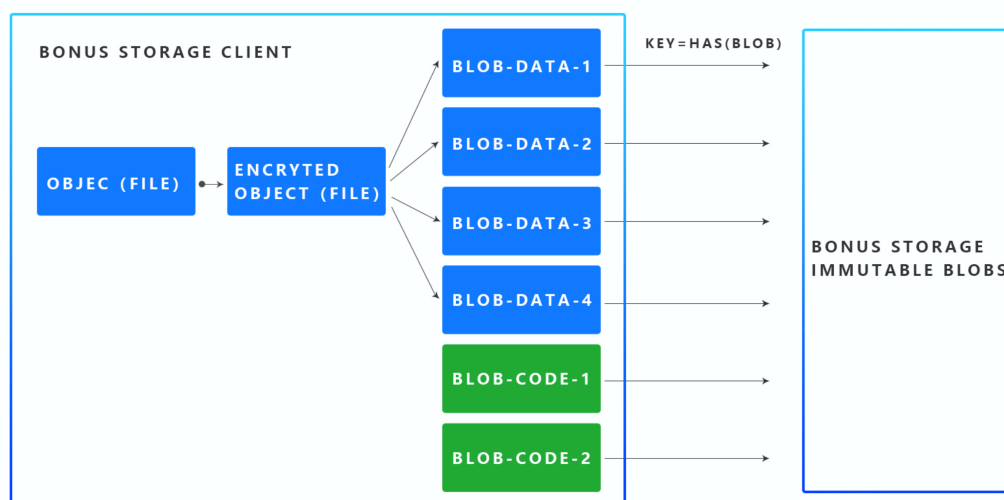 BONUS STORAGE CLIENT
OBJEC (FILE)
ENCRYTED
OBJECT (FILE)
BLOB-DATA-1
BLOB-DATA-2
BLOB-DATA-3
BLOB-DATA-4
BLOB-CODE-1
BLOB-CODE-2
KEY=HAS(BLOB)
BONUS STORAGE
IMMUTABLE BLOBS